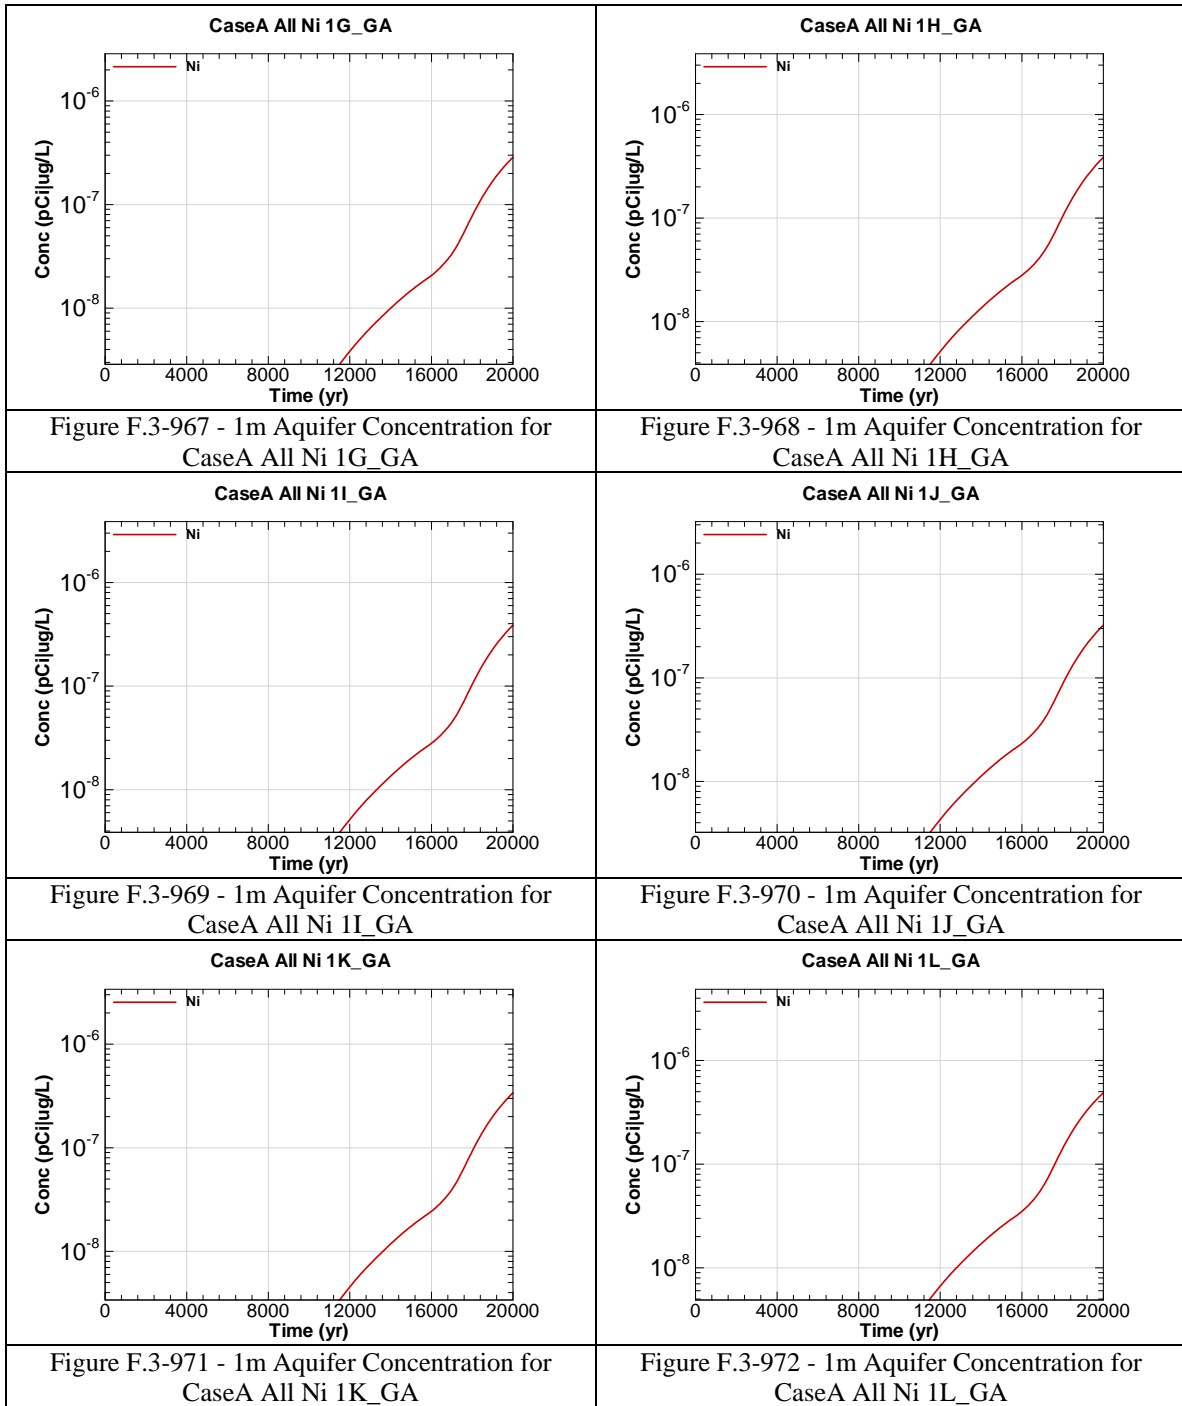 CaseA All Ni 1G_GA
Ni
10-6
10-7
10-8
Conc (pCi|ug/L)
0 4000 8000 12000 16000 20000
Time (yr)
Figure F.3-967 - 1m Aquifer Concentration for
CaseA All Ni 1G_GA
CaseA All Ni 1H_GA
Ni
10-6
10-7
10-8
Conc (pCi|ug/L)
0 4000 8000 12000 16000 20000
Time (yr)
Figure F.3-968 - 1m Aquifer Concentration for
CaseA All Ni 1H_GA
CaseA All Ni 1I_GA
Ni
10-6
10-7
10-8
Conc (pCi|ug/L)
0 4000 8000 12000 16000 20000
Time (yr)
Figure F.3-969 - 1m Aquifer Concentration for
CaseA All Ni 1I_GA
CaseA All Ni 1J_GA
Ni
10-6
10-7
10-8
Conc (pCi|ug/L)
0 4000 8000 12000 16000 20000
Time (yr)
Figure F.3-970 - 1m Aquifer Concentration for
CaseA All Ni 1J_GA
CaseA All Ni 1K_GA
Ni
10-6
10-7
10-8
Conc (pCi|ug/L)
0 4000 8000 12000 16000 20000
Time (yr)
Figure F.3-971 - 1m Aquifer Concentration for
CaseA All Ni 1K_GA
CaseA All Ni 1L_GA
Ni
10-6
10-7
10-8
Conc (pCi|ug/L)
0 4000 8000 12000 16000 20000
Time (yr)
Figure F.3-972 - 1m Aquifer Concentration for
CaseA All Ni 1L_GA